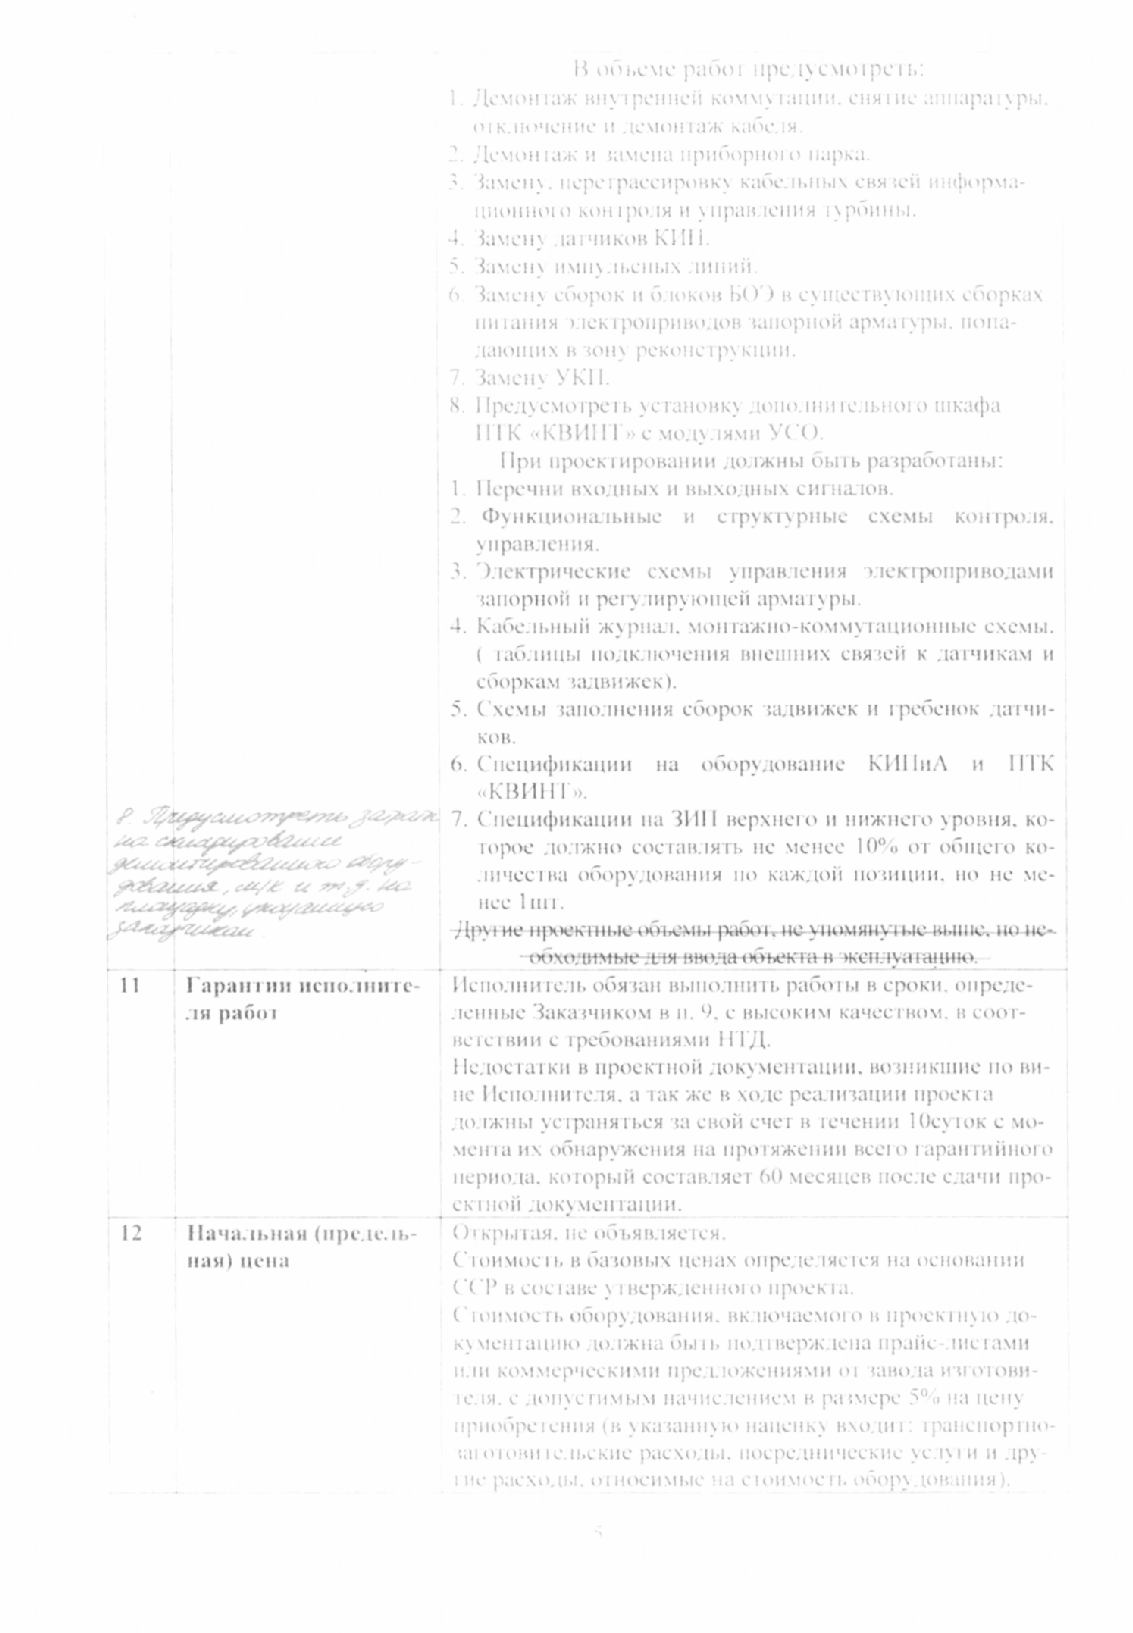 В объеме работ предусмотреть:
1. Демонтаж внутренней коммутации, снятие аппаратуры,
отключение и демонтаж кабеля.
2. Демонтаж и замена приборного парка.
3. Замену, перетрассировку кабельных связей информа-
ционного контроля и управления турбины.
4. Замену датчиков КИП.
5. Замену импульсных линий.
6. Замену сборок и блоков БОЭ в существующих сборках
питания электроприводов запорной арматуры, попа-
дающих в зону реконструкции.
7. Замену УКП.
8. Предусмотреть установку дополнительного шкафа
ПТК «КВИНТ» с модулями УСО.
При проектировании должны быть разработаны:
1. Перечни входных и выходных сигналов.
2. Функциональные и структурные схемы контроля,
управления.
3. Электрические схемы управления электроприводами
запорной и регулирующей арматуры.
4. Кабельный журнал, монтажно-коммутационные схемы,
( таблицы подключения внешних связей к датчикам и
сборкам задвижек).
5. Схемы заполнения сборок задвижек и гребенок датчи-
ков.
6. Спецификации на оборудование КИПиА и ПТК
«КВИНТ».
7. Спецификации на ЗИП верхнего и нижнего уровня, ко-
торое должно составлять не менее 10% от общего ко-
личества оборудования по каждой позиции, но не ме-
нее 1шт.
Другие проектные объемы работ, не упомянутые выше, но не-
обходимые для ввода объекта в эксплуатацию.
8. Предусмотреть затраты
на складирование
демонтированного обору-
дования, м/к и т.д. на
площадку, указанную
заказчиком.
11 Гарантии исполните-
ля работ
Исполнитель обязан выполнить работы в сроки, опреде-
ленные Заказчиком в п. 9, с высоким качеством, в соот-
ветствии с требованиями НТД.
Недостатки в проектной документации, возникшие по ви-
не Исполнителя, а так же в ходе реализации проекта
должны устраняться за свой счет в течении 10суток с мо-
мента их обнаружения на протяжении всего гарантийного
периода, который составляет 60 месяцев после сдачи про-
ектной документации.
12 Начальная (предель-
ная) цена
Открытая, не объявляется.
Стоимость в базовых ценах определяется на основании
ССР в составе утвержденного проекта.
Стоимость оборудования, включаемого в проектную до-
кументацию должна быть подтверждена прайс-листами
или коммерческими предложениями от завода изготови-
теля, с допустимым начислением в размере 5% на цену
приобретения (в указанную наценку входит: транспортно-
заготовительские расходы, посреднические услуги и дру-
гие расходы, относимые на стоимость оборудования).
5